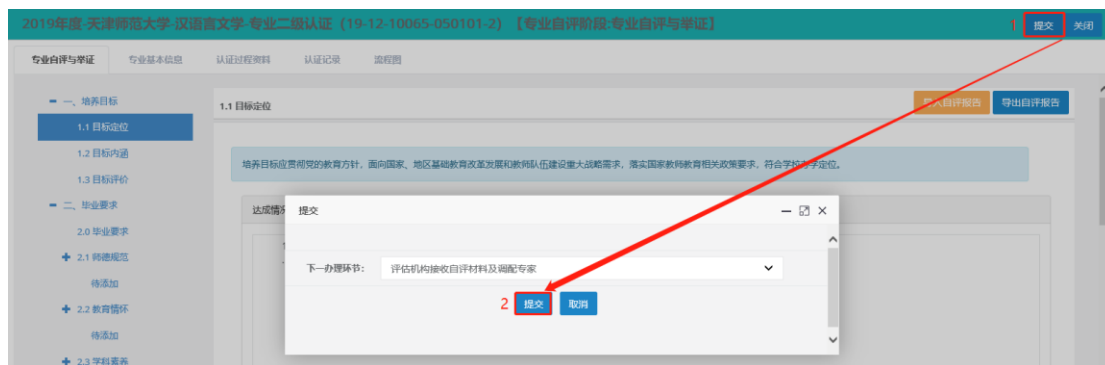 2019年度-天津师范大学-汉语言文学-专业二级认证（19-12-10065-050101-2）【专业自评阶段:专业自评与举证】
1 提交 关闭
专业自评与举证 专业基本信息 认证过程资料 认证记录 流程图
一、培养目标
1.1 目标定位
1.2 目标内涵
1.3 目标评价
二、毕业要求
2.0 毕业要求
2.1 师德规范
待添加
2.2 教育情怀
待添加
2.3 学科素养
1.1 目标定位
导入自评报告 导出自评报告
培养目标应贯彻党的教育方针，面向国家、地区基础教育改革发展和教师队伍建设重大战略需求，落实国家教师教育相关政策要求，符合学校办学定位。
达成情况
提交
下一办理环节： 评估机构接收自评材料及调配专家
2 提交 取消